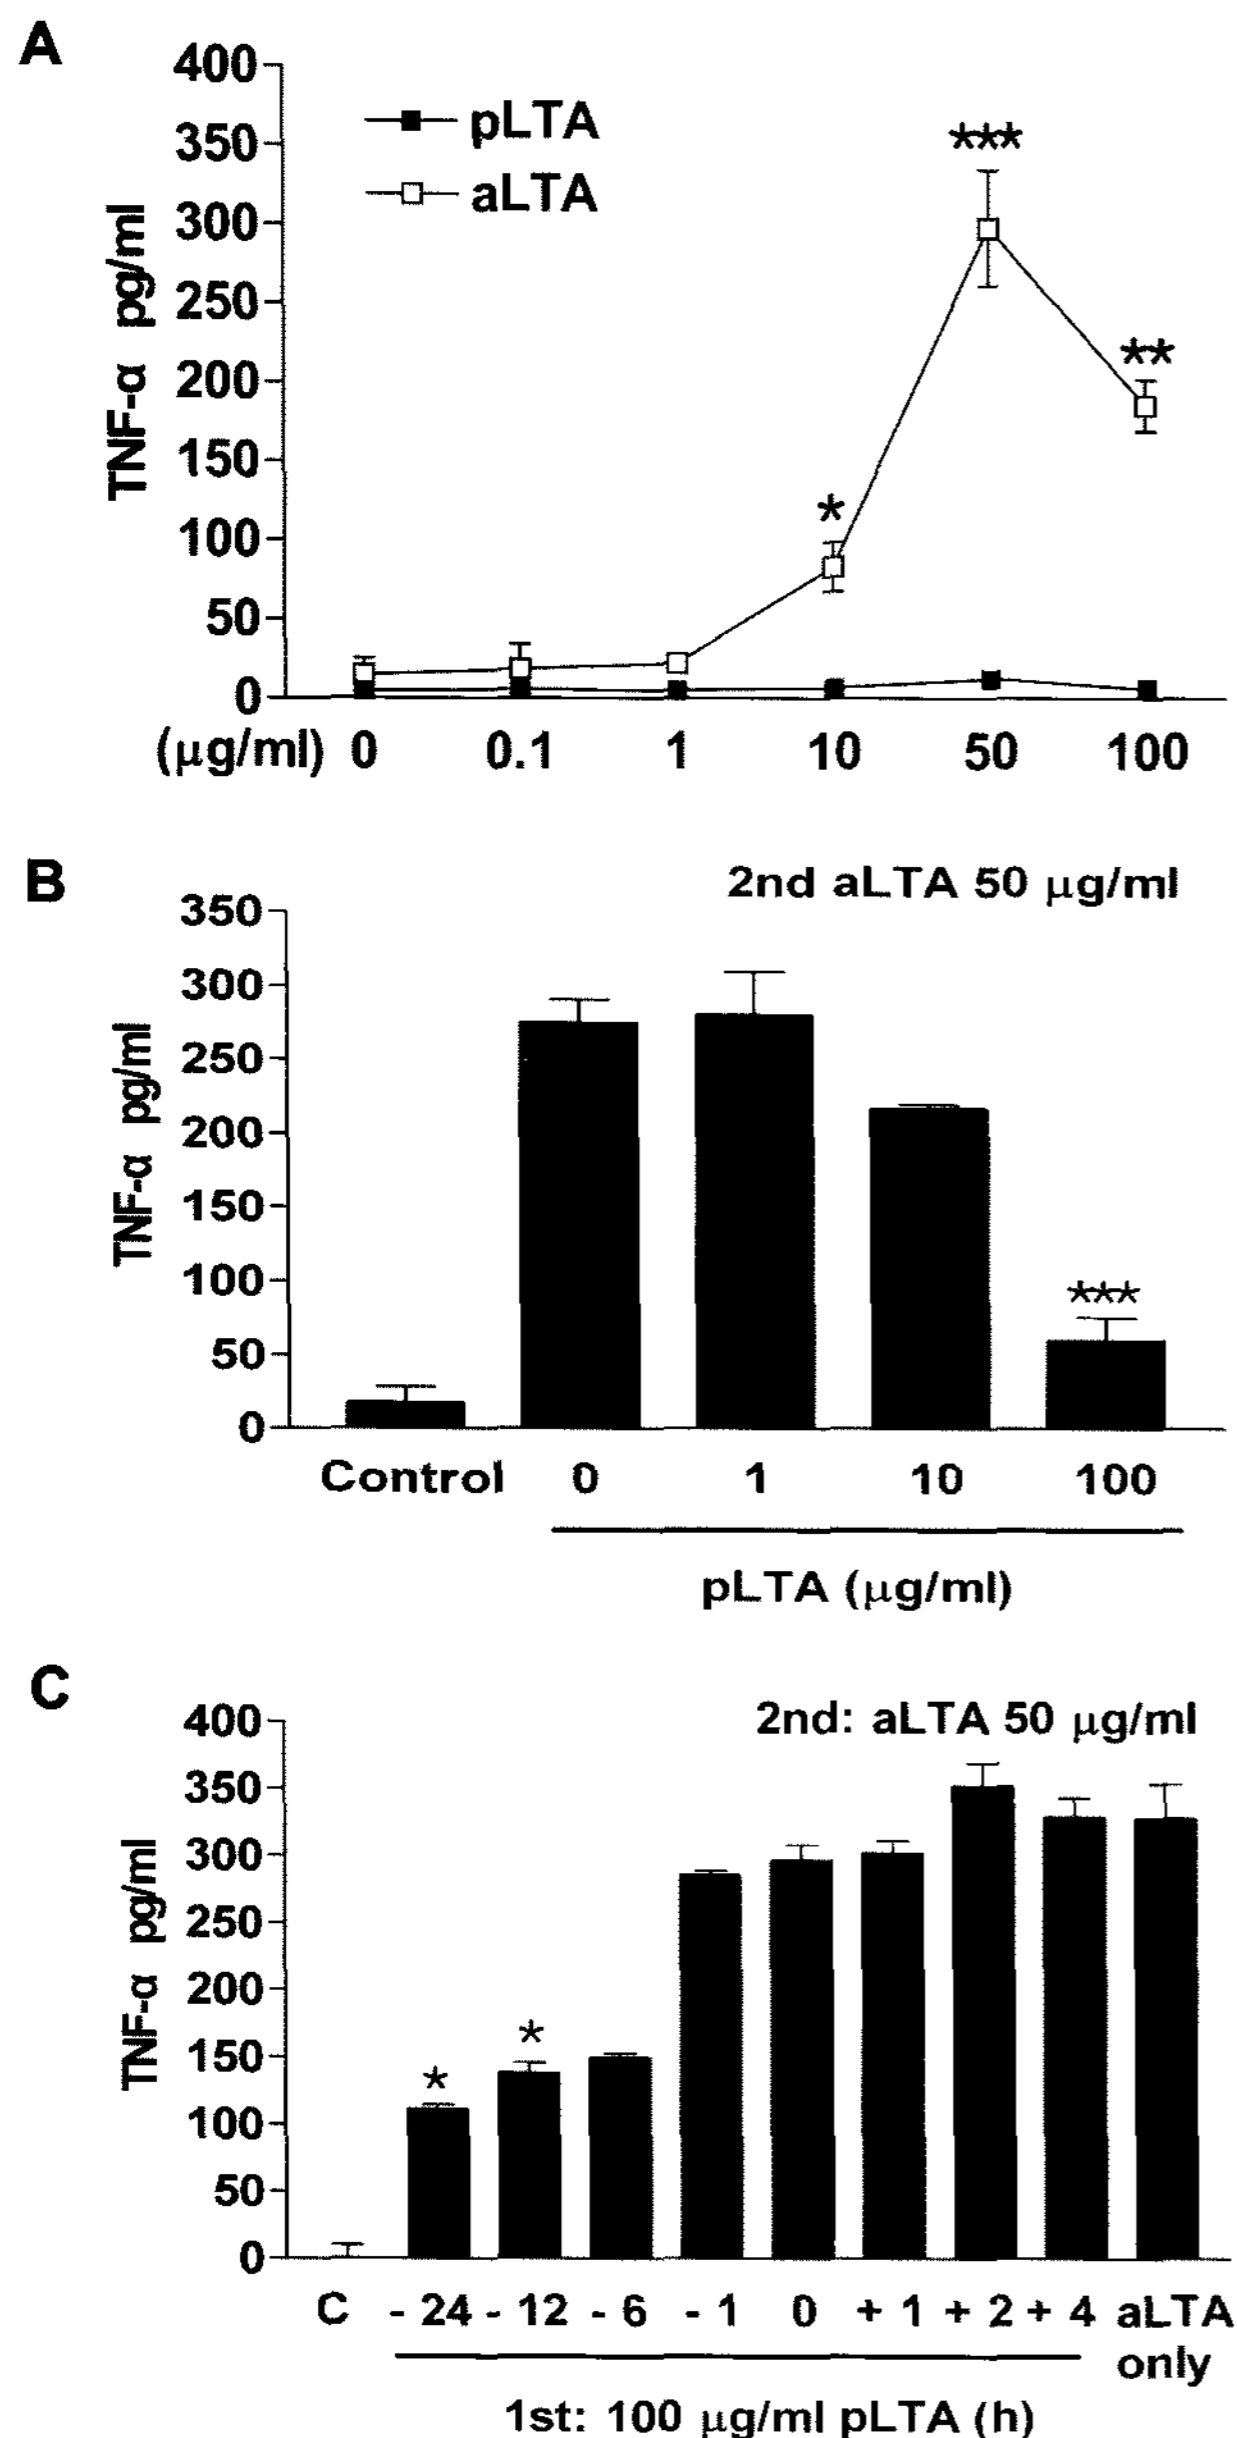 A
400
350
300
250
200
150
100
50
0
TNF-α pg/ml
pLTA
aLTA
*
***
**
(μg/ml) 0 0.1 1 10 50 100
B
2nd aLTA 50 μg/ml
350
300
250
200
150
100
50
0
TNF-α pg/ml
***
Control 0 1 10 100
pLTA (μg/ml)
C
2nd: aLTA 50 μg/ml
400
350
300
250
200
150
100
50
0
TNF-α pg/ml
*
*
C - 24 - 12 - 6 - 1 0 + 1 + 2 + 4 aLTA
only
1st: 100 μg/ml pLTA (h)